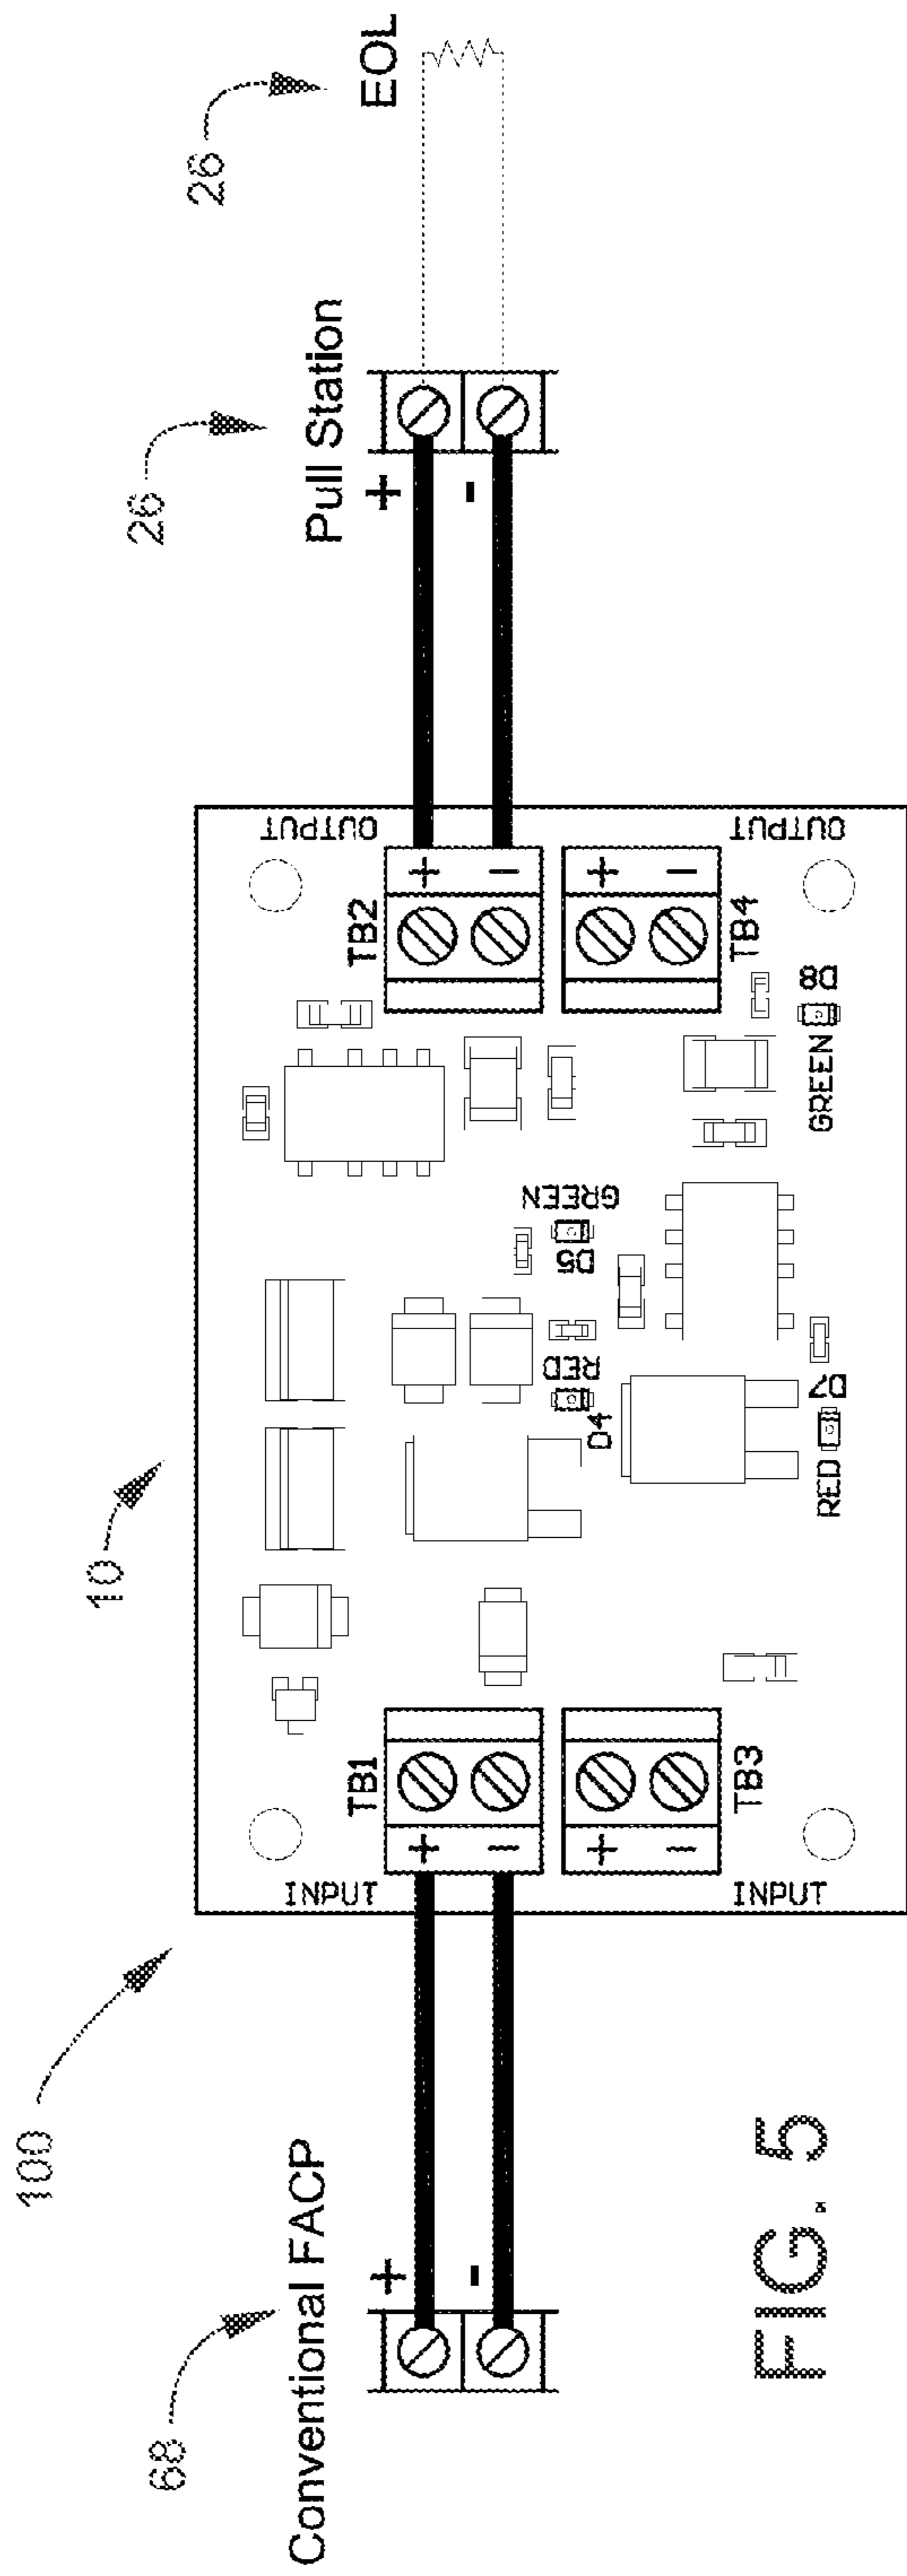 100
10
26
26
68
Conventional FACP
Pull Station
EOL
+
-
+
-
INPUT
OUTPUT
TB1
TB2
+
−
+
−
GREEN
D5
RED
D4
TB3
TB4
+
−
+
−
RED
D7
GREEN
D8
INPUT
OUTPUT
FIG. 5